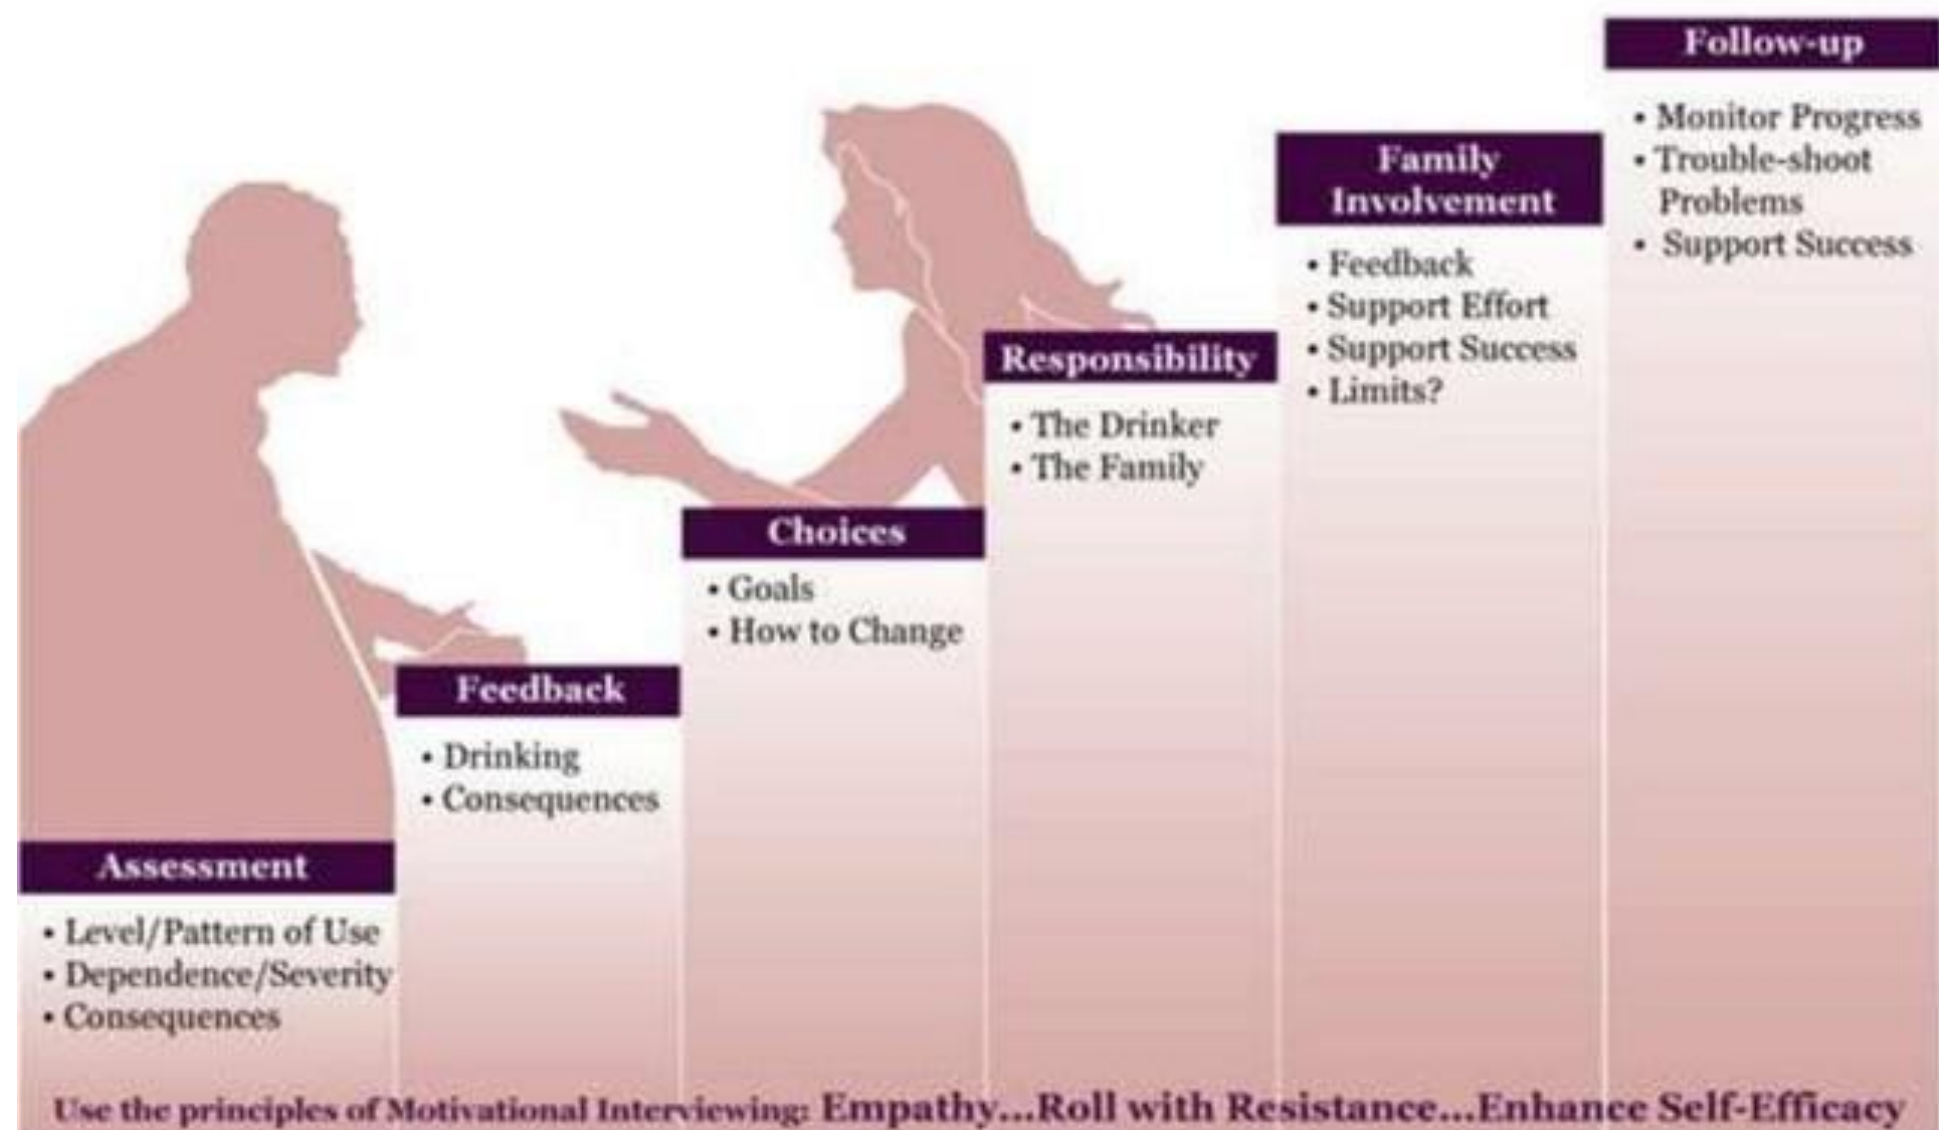 Follow-up
• Monitor Progress
• Trouble-shoot
Problems
• Support Success
Family
Involvement
• Feedback
• Support Effort
• Support Success
• Limits?
Responsibility
• The Drinker
• The Family
Choices
• Goals
• How to Change
Feedback
• Drinking
• Consequences
Assessment
• Level/Pattern of Use
• Dependence/Severity
• Consequences
Use the principles of Motivational Interviewing: Empathy...Roll with Resistance...Enhance Self-Efficacy